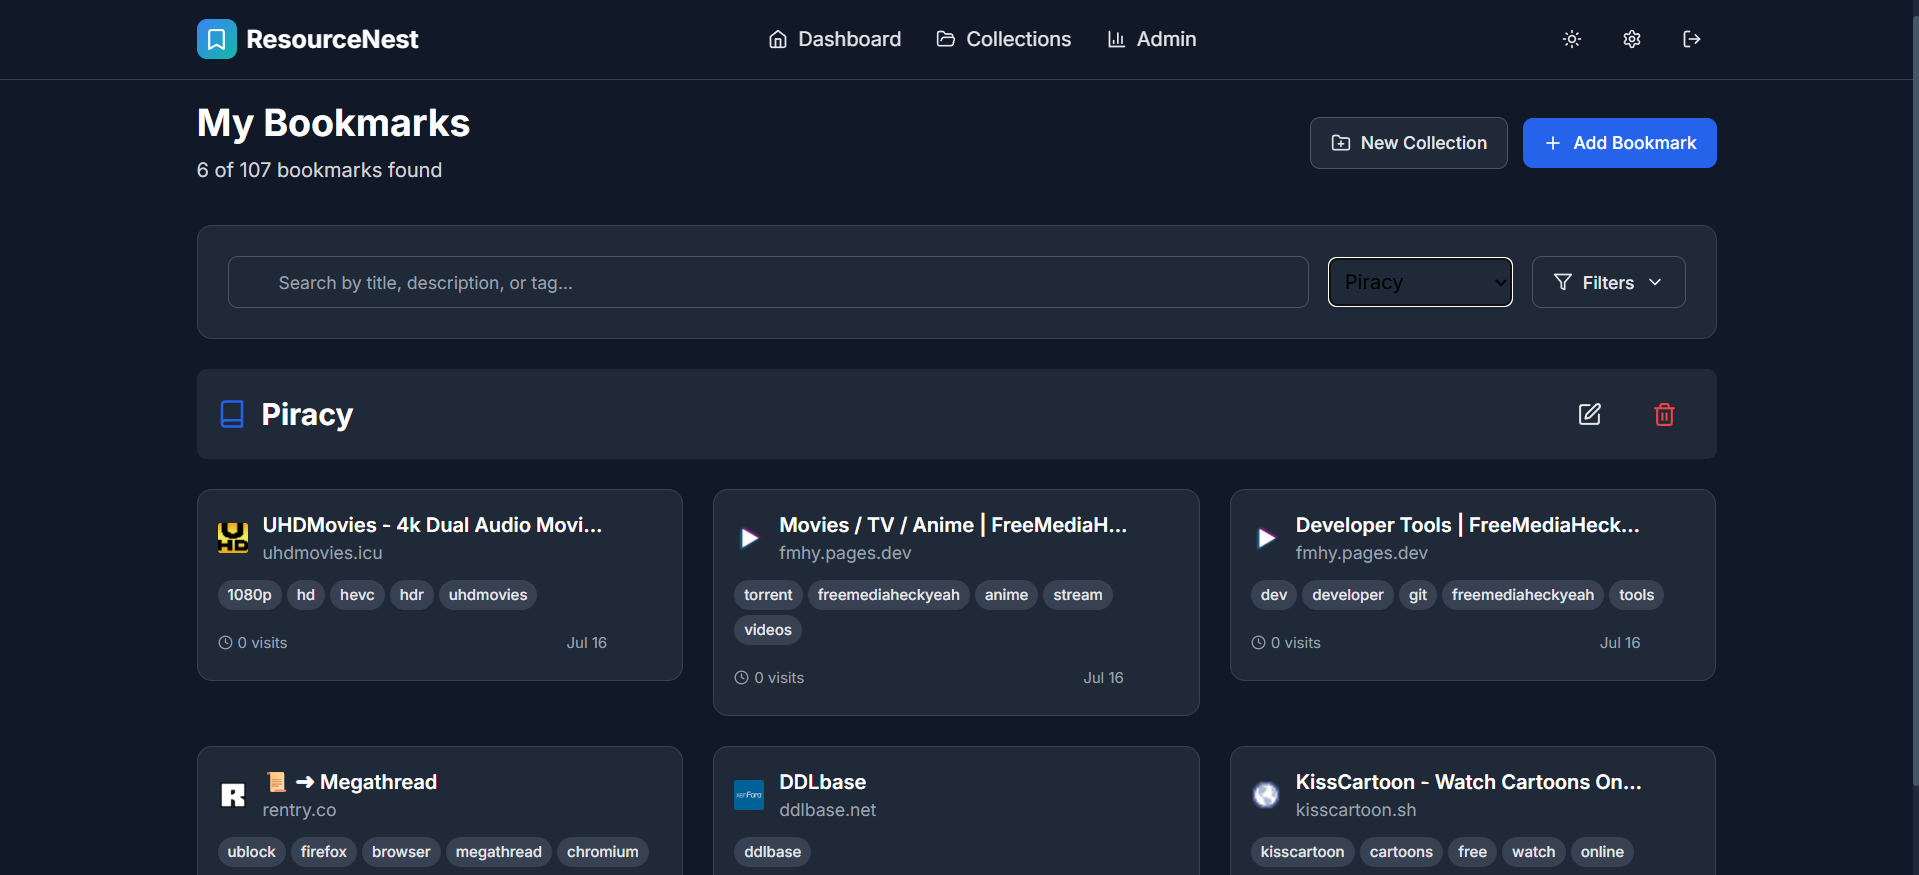 ResourceNest
Dashboard
Collections
Admin
My Bookmarks
6 of 107 bookmarks found
New Collection
Add Bookmark
Search by title, description, or tag...
Piracy
Filters
Piracy
UHDMovies - 4k Dual Audio Movi...
uhdmovies.icu
1080p hd hevc hdr uhdmovies
0 visits Jul 16
Movies / TV / Anime | FreeMediaH...
fmhy.pages.dev
torrent freemediaheckyeah anime stream
videos
0 visits Jul 16
Developer Tools | FreeMediaHeck...
fmhy.pages.dev
dev developer git freemediaheckyeah tools
0 visits Jul 16
📜 ➜ Megathread
rentry.co
ublock firefox browser megathread chromium
DDLbase
ddlbase.net
ddlbase
KissCartoon - Watch Cartoons On...
kisscartoon.sh
kisscartoon cartoons free watch online